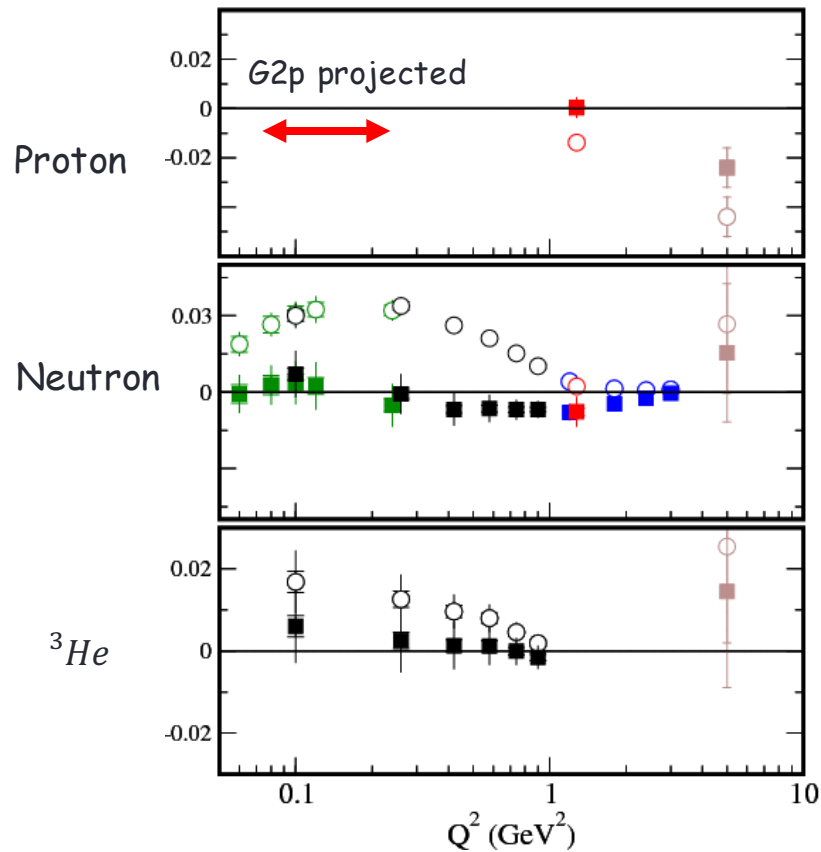 0.02
G2p projected
0
Proton
-0.02
0.03
Neutron
0
0.02
³He
0
-0.02
0.1 1 10
Q² (GeV²)